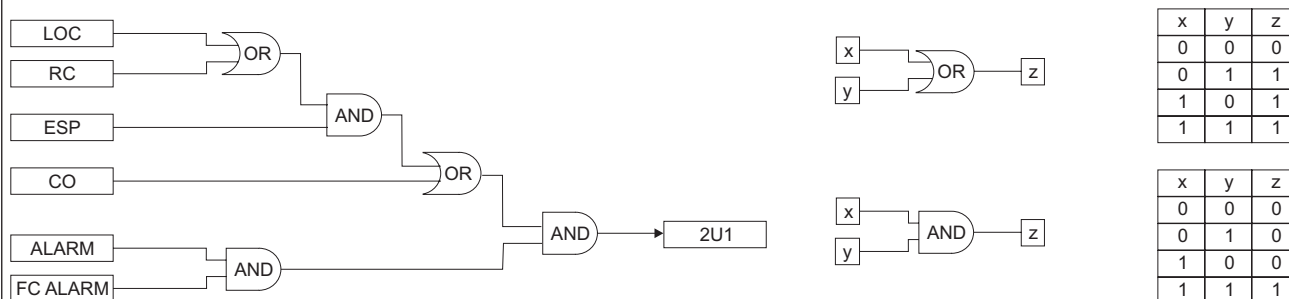 LOC
RC
OR
ESP
AND
CO
OR
ALARM
FC ALARM
AND
AND
2U1
x
y
OR
z
x
y
AND
z
x y z
0 0 0
0 1 1
1 0 1
1 1 1
x y z
0 0 0
0 1 0
1 0 0
1 1 1